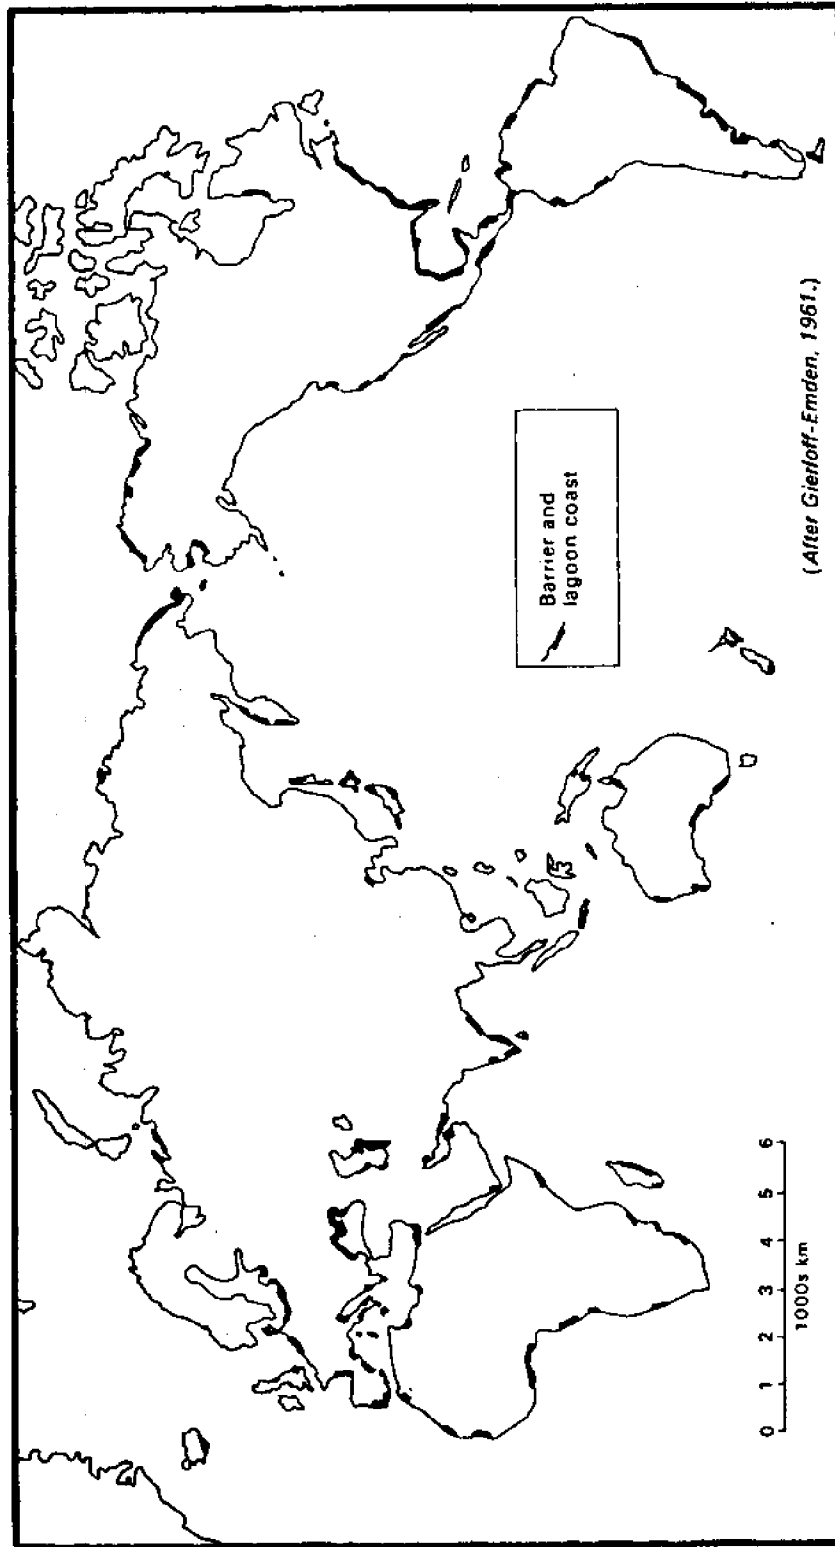 Barrier and
lagoon coast
(After Gierloff-Emden, 1961.)
0 1 2 3 4 5 6
1000s km